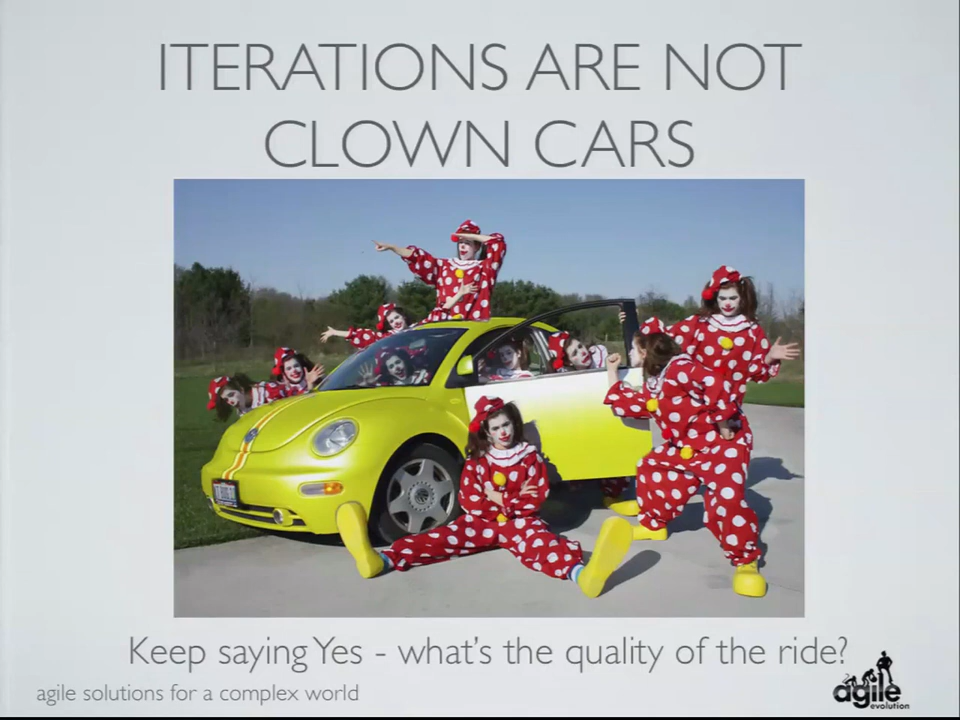 ITERATIONS ARE NOT
CLOWN CARS
Keep saying Yes - what's the quality of the ride?
agile solutions for a complex world
agile
evolution